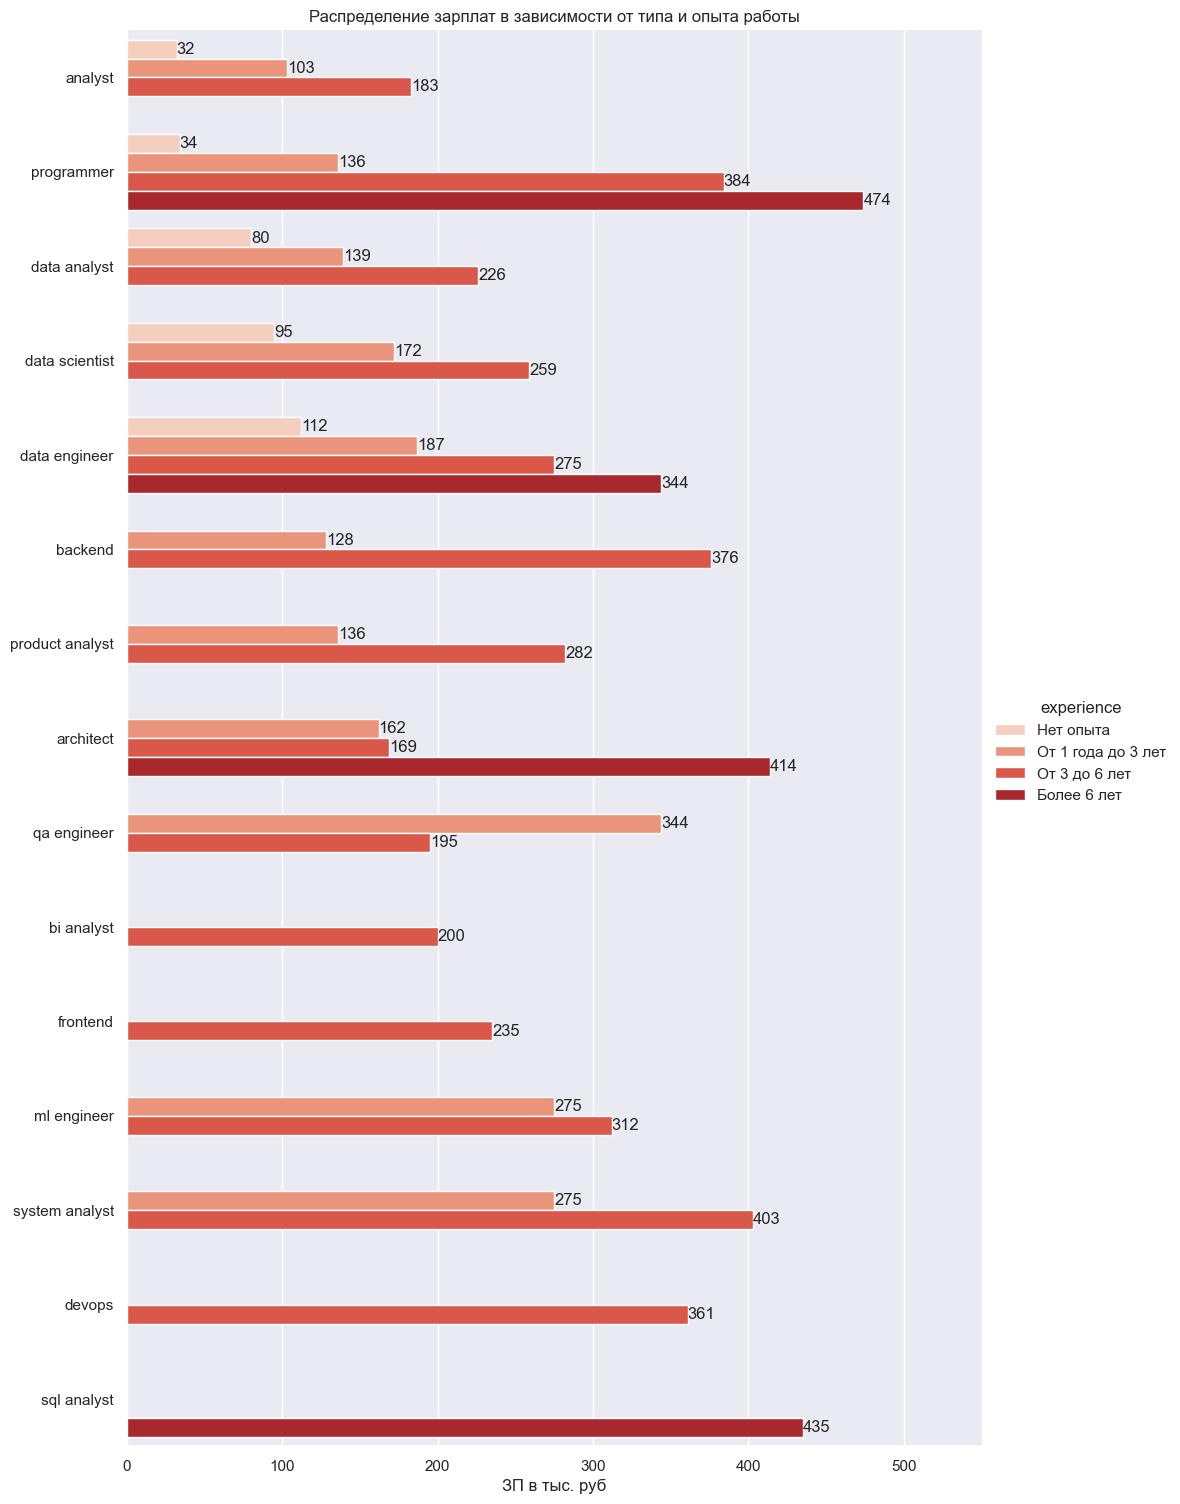 Распределение зарплат в зависимости от типа и опыта работы
analyst
32
103
183
programmer
34
136
384
474
data analyst
80
139
226
data scientist
95
172
259
data engineer
112
187
275
344
backend
128
376
product analyst
136
282
architect
162
169
414
qa engineer
344
195
bi analyst
200
frontend
235
ml engineer
275
312
system analyst
275
403
devops
361
sql analyst
435
0 100 200 300 400 500
ЗП в тыс. руб
experience
Нет опыта
От 1 года до 3 лет
От 3 до 6 лет
Более 6 лет